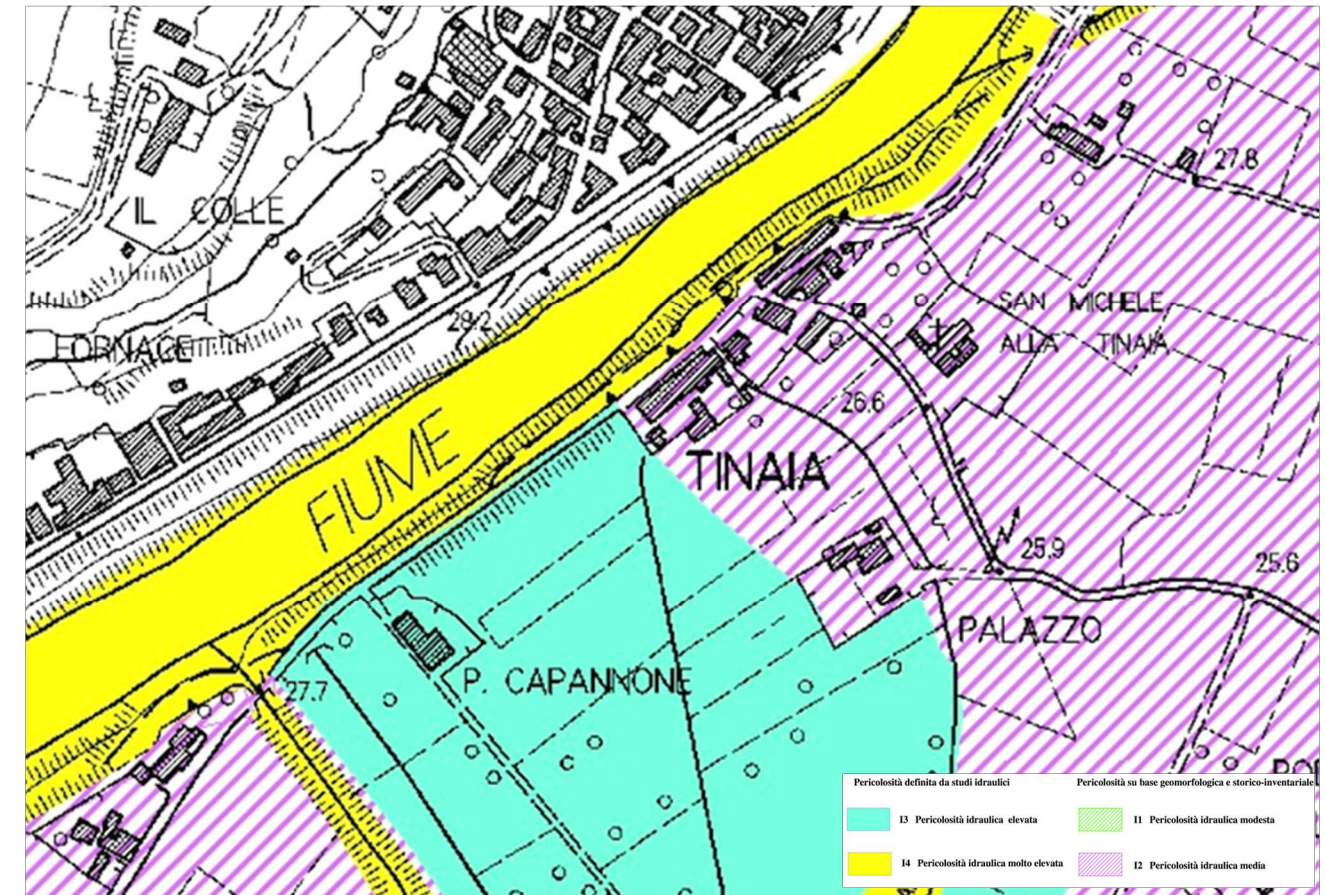 27.8
IL COLLE
SAN MICHELE
28.2
ALLA TINAIA
FORNACE
26.6
FIUME
TINAIA
25.9
25.6
PALAZZO
27.7
P. CAPANNONE
Pericolosità definita da studi idraulici
Pericolosità su base geomorfologica e storico-inventariale
I3 Pericolosità idraulica elevata
I1 Pericolosità idraulica modesta
I4 Pericolosità idraulica molto elevata
I2 Pericolosità idraulica media